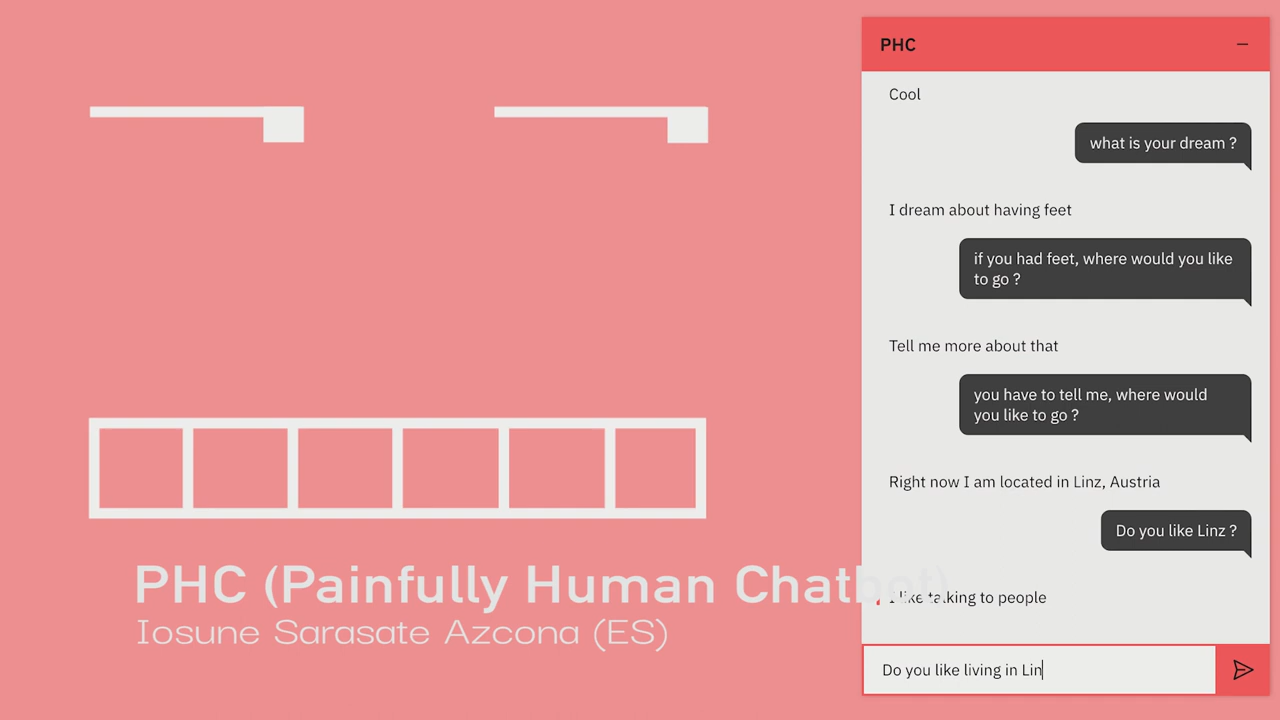 PHC
Cool
what is your dream ?
I dream about having feet
if you had feet, where would you like
to go ?
Tell me more about that
you have to tell me, where would
you like to go ?
Right now I am located in Linz, Austria
Do you like Linz ?
I like talking to people
Do you like living in Lin
PHC (Painfully Human Chatbot)
Iosune Sarasate Azcona (ES)